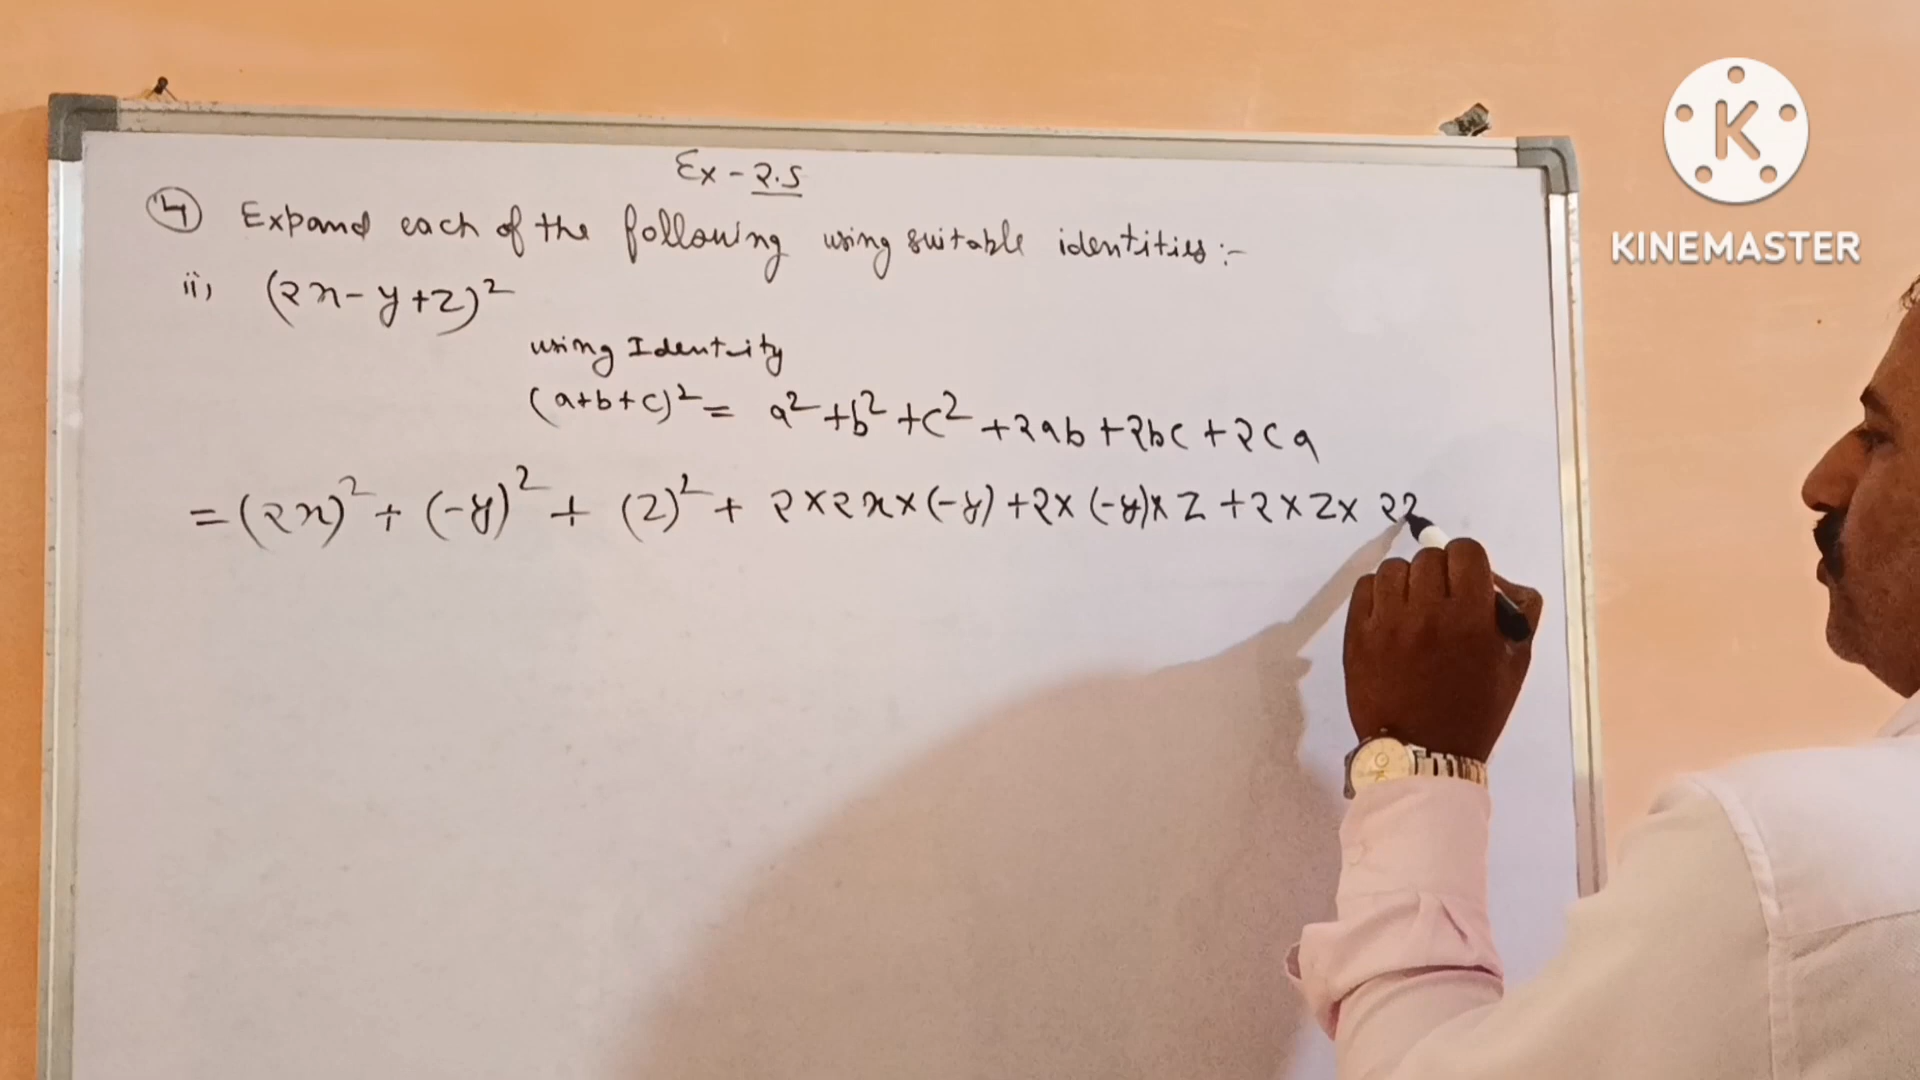 Ex - 2.5
4 Expand each of the following using suitable identities :-
ii) (2x - y + z)²
using Identity
(a+b+c)² = a² + b² + c² + 2ab + 2bc + 2ca
= (2x)² + (-y)² + (z)² + 2 × 2x × (-y) + 2 × (-y) × z + 2 × z × 2
K
KINEMASTER